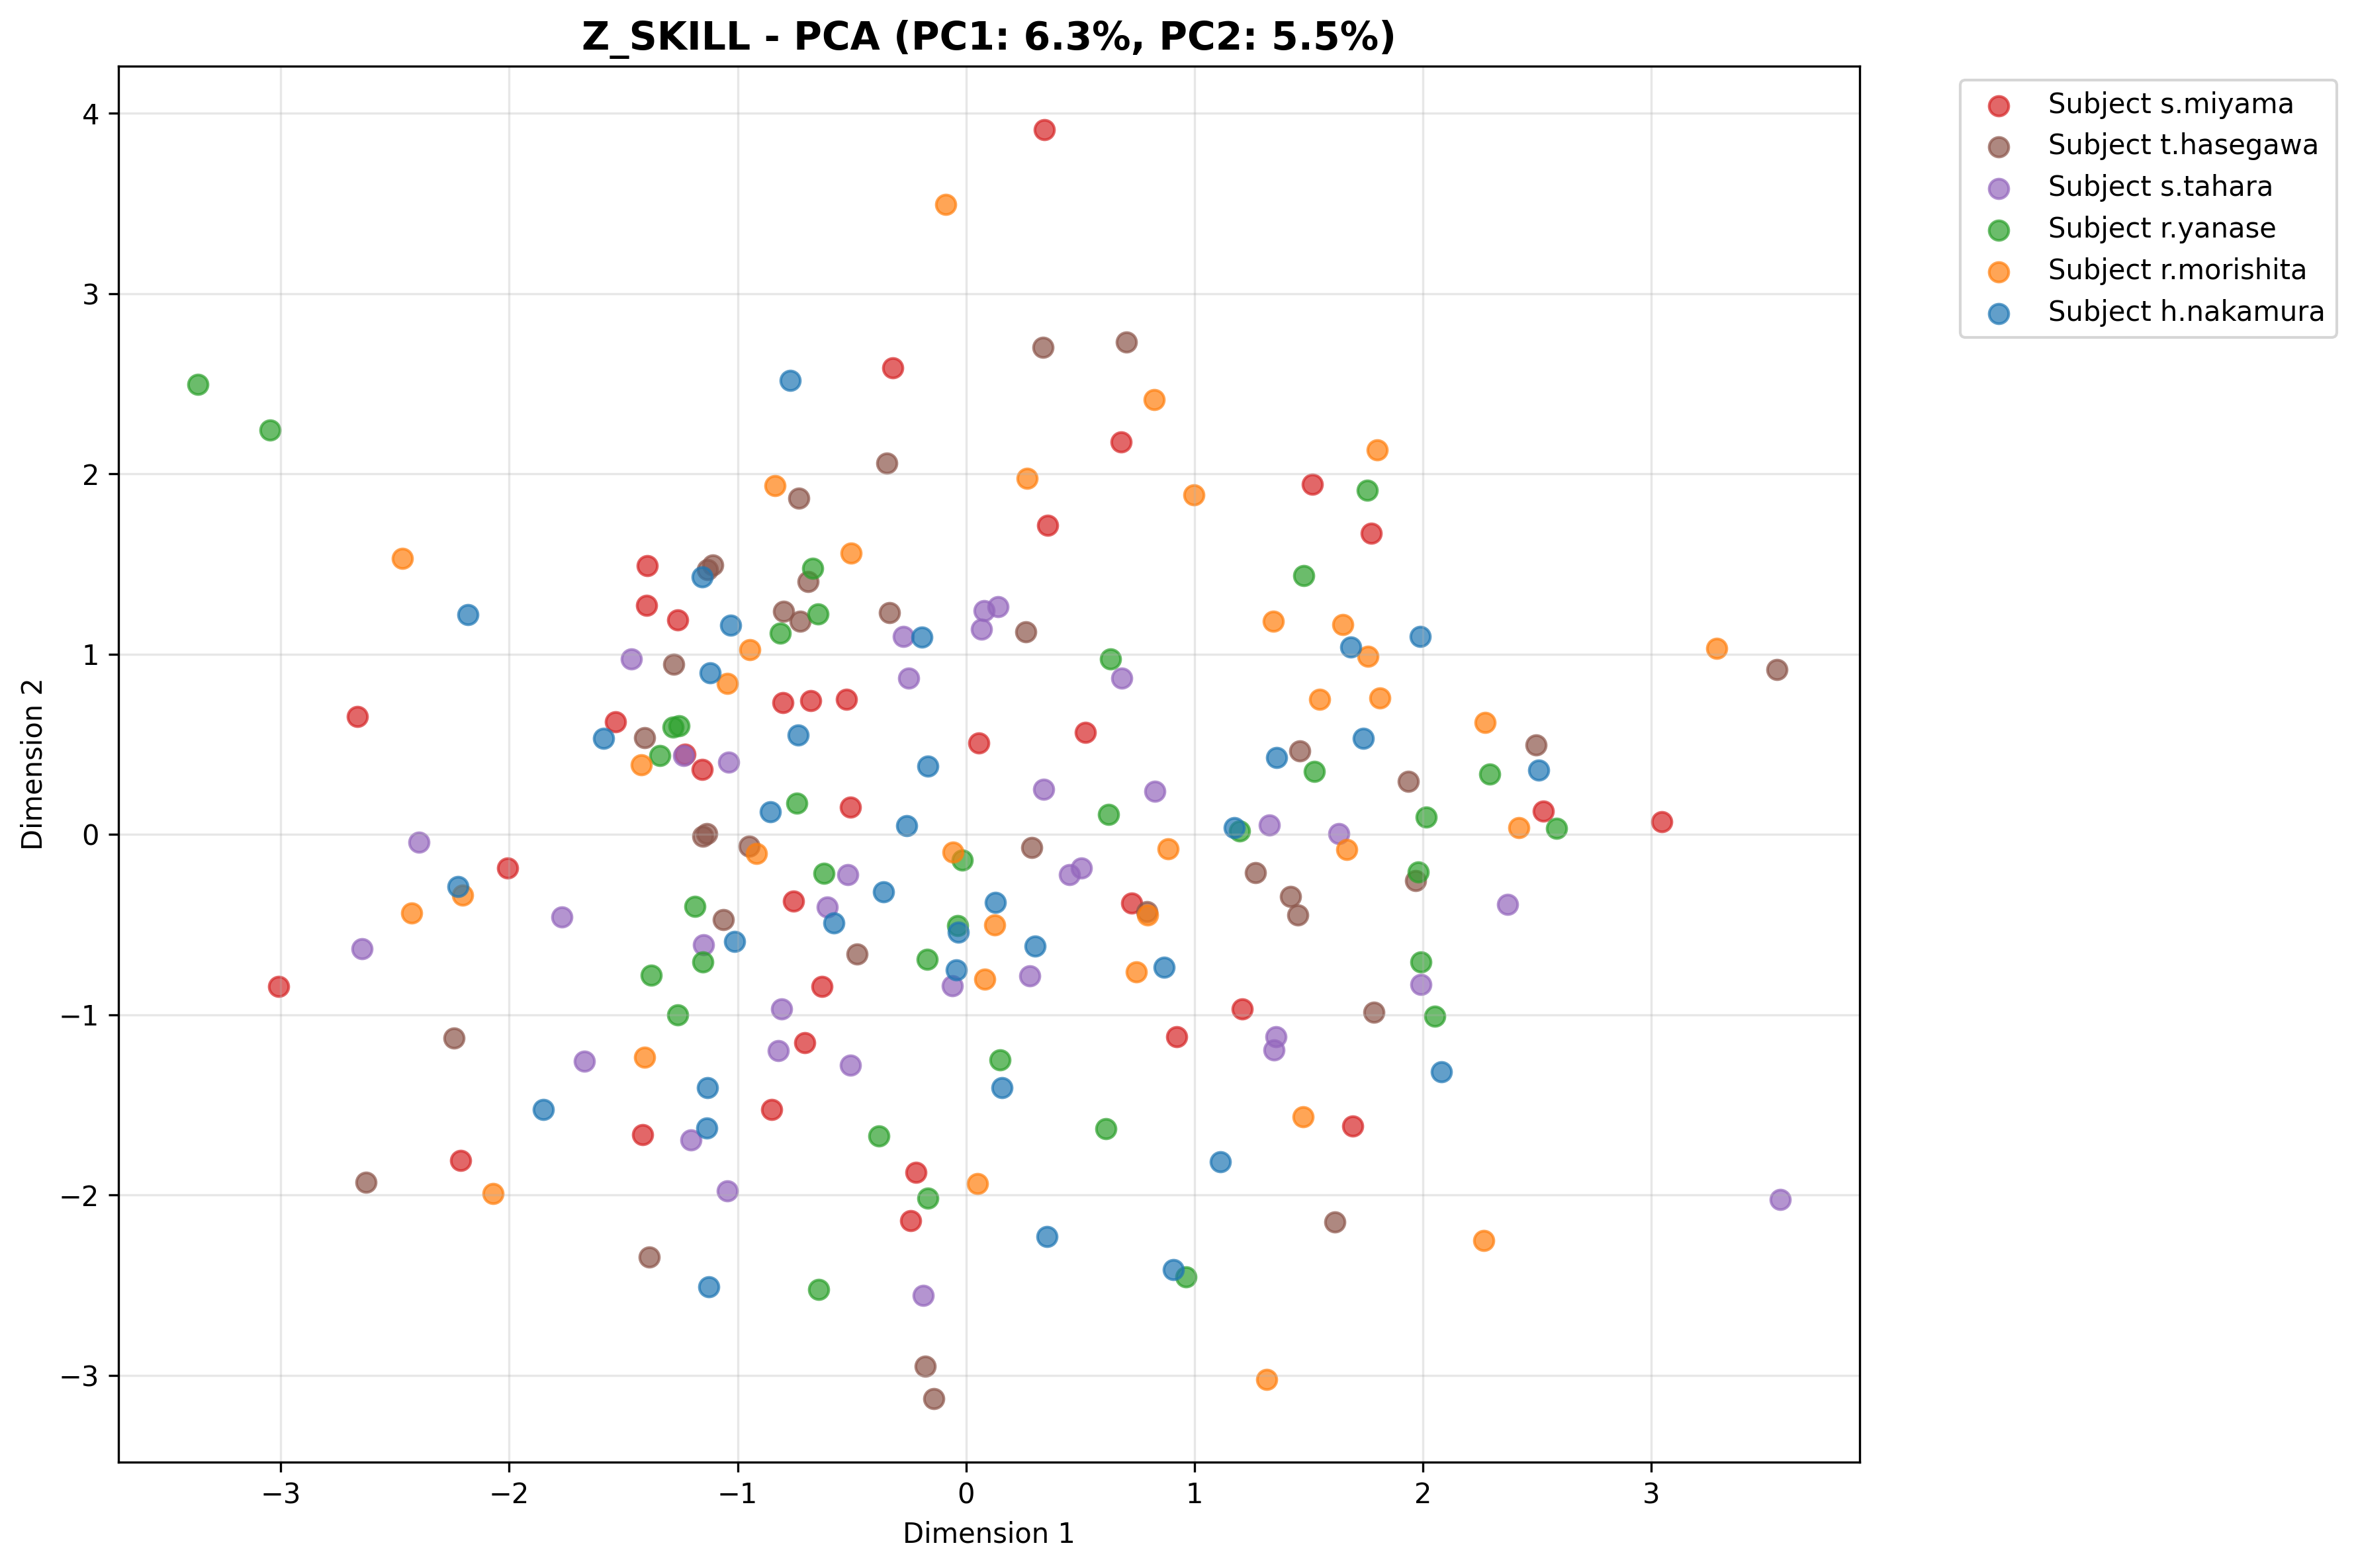 Z_SKILL - PCA (PC1: 6.3%, PC2: 5.5%)
Subject s.miyama
Subject t.hasegawa
Subject s.tahara
Subject r.yanase
Subject r.morishita
Subject h.nakamura
Dimension 2
4
3
2
1
0
−1
−2
−3
−3
−2
−1
0
1
2
3
Dimension 1